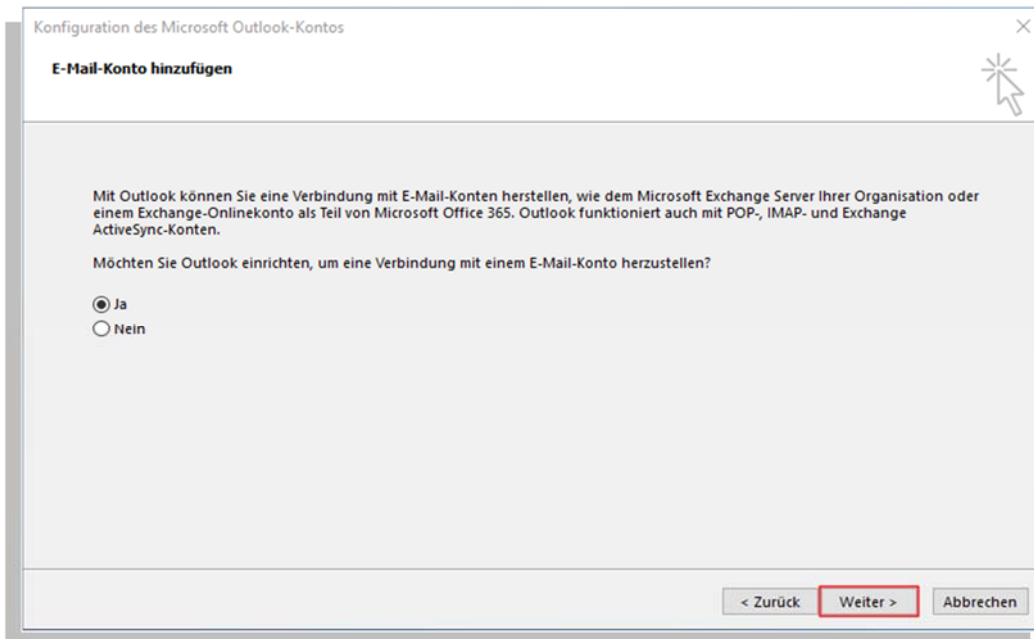 Konfiguration des Microsoft Outlook-Kontos
E-Mail-Konto hinzufügen
Mit Outlook können Sie eine Verbindung mit E-Mail-Konten herstellen, wie dem Microsoft Exchange Server Ihrer Organisation oder
einem Exchange-Onlinekonto als Teil von Microsoft Office 365. Outlook funktioniert auch mit POP-, IMAP- und Exchange
ActiveSync-Konten.
Möchten Sie Outlook einrichten, um eine Verbindung mit einem E-Mail-Konto herzustellen?
Ja
Nein
< Zurück Weiter > Abbrechen